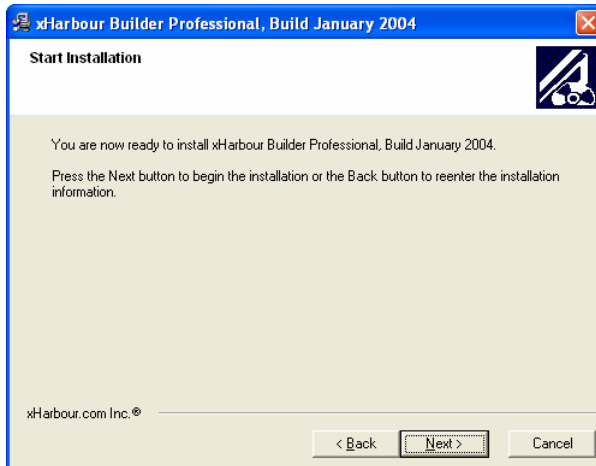 xHarbour Builder Professional, Build January 2004
Start Installation
You are now ready to install xHarbour Builder Professional, Build January 2004.
Press the Next button to begin the installation or the Back button to reenter the installation
information.
xHarbour.com Inc.®
< Back Next > Cancel